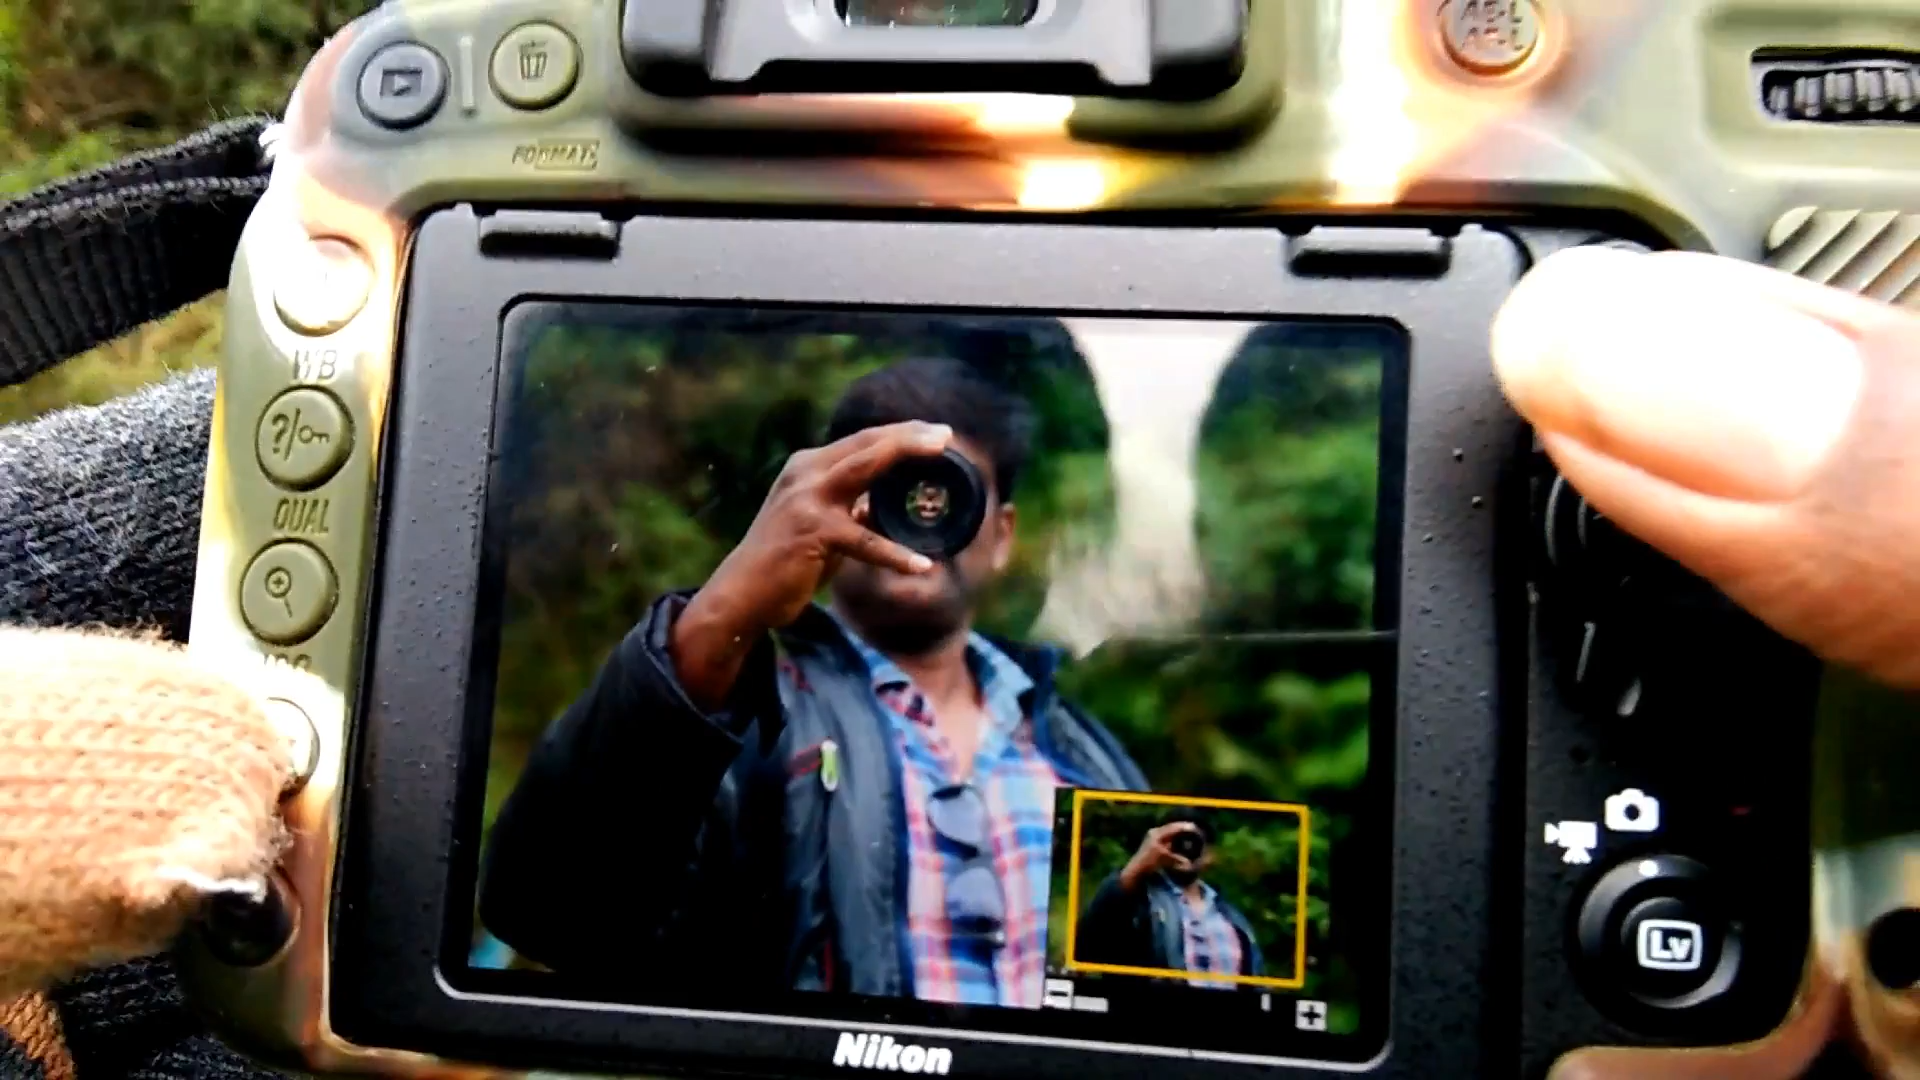 AE-L
AF-L
FORMAT
WB
?/
QUAL
Lv
Nikon